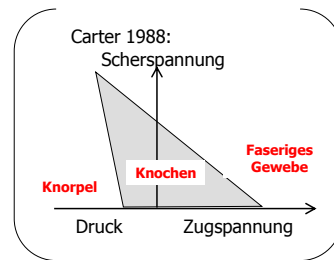 Carter 1988:
Scherspannung
Faseriges
Gewebe
Knochen
Knorpel
Druck
Zugspannung